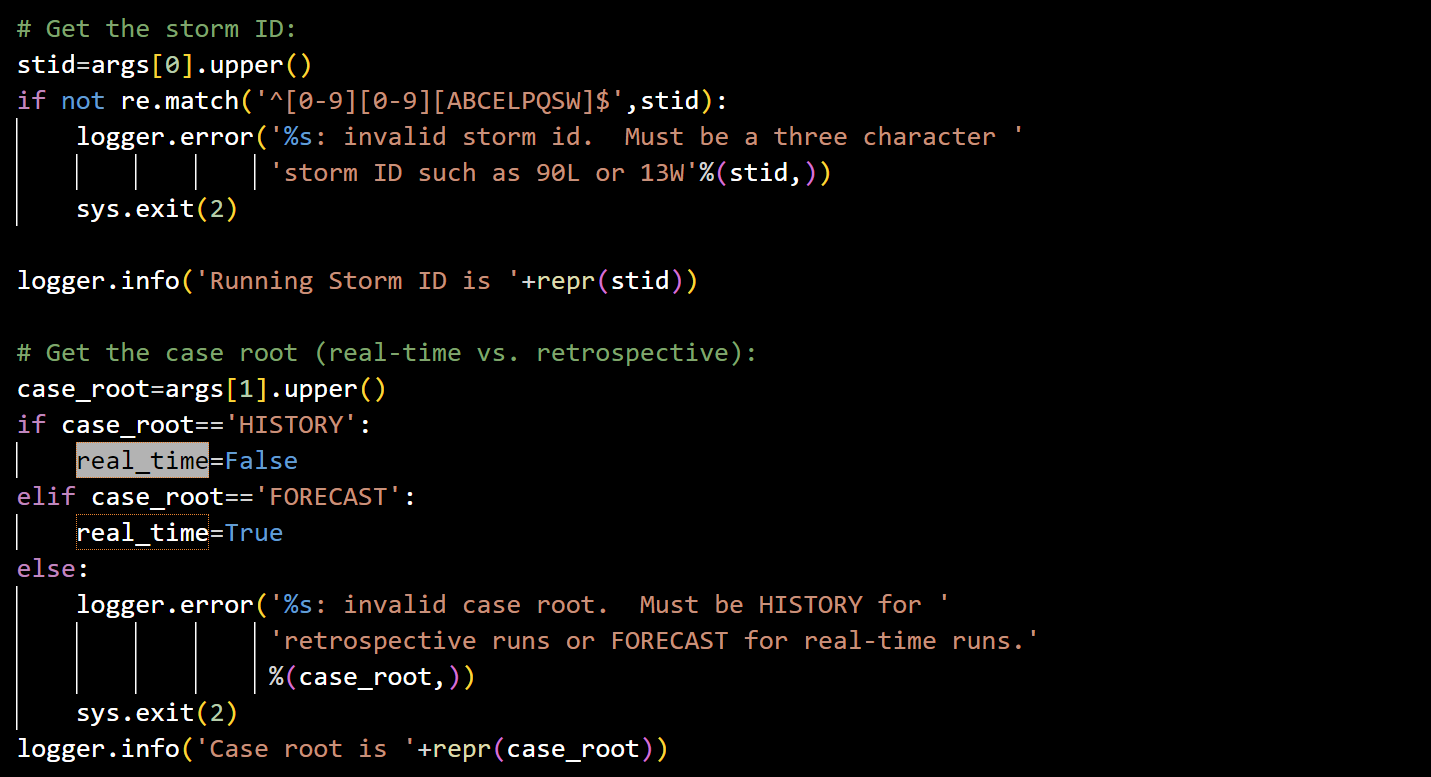 # Get the storm ID:
stid=args[0].upper()
if not re.match('^[0-9][0-9][ABCELPQSW]$',stid):
    logger.error('%s: invalid storm id.  Must be a three character '
                 'storm ID such as 90L or 13W'%(stid,))
    sys.exit(2)

logger.info('Running Storm ID is '+repr(stid))

# Get the case root (real-time vs. retrospective):
case_root=args[1].upper()
if case_root=='HISTORY':
    real_time=False
elif case_root=='FORECAST':
    real_time=True
else:
    logger.error('%s: invalid case root.  Must be HISTORY for '
                 'retrospective runs or FORECAST for real-time runs.'
                 %(case_root,))
    sys.exit(2)
logger.info('Case root is '+repr(case_root))